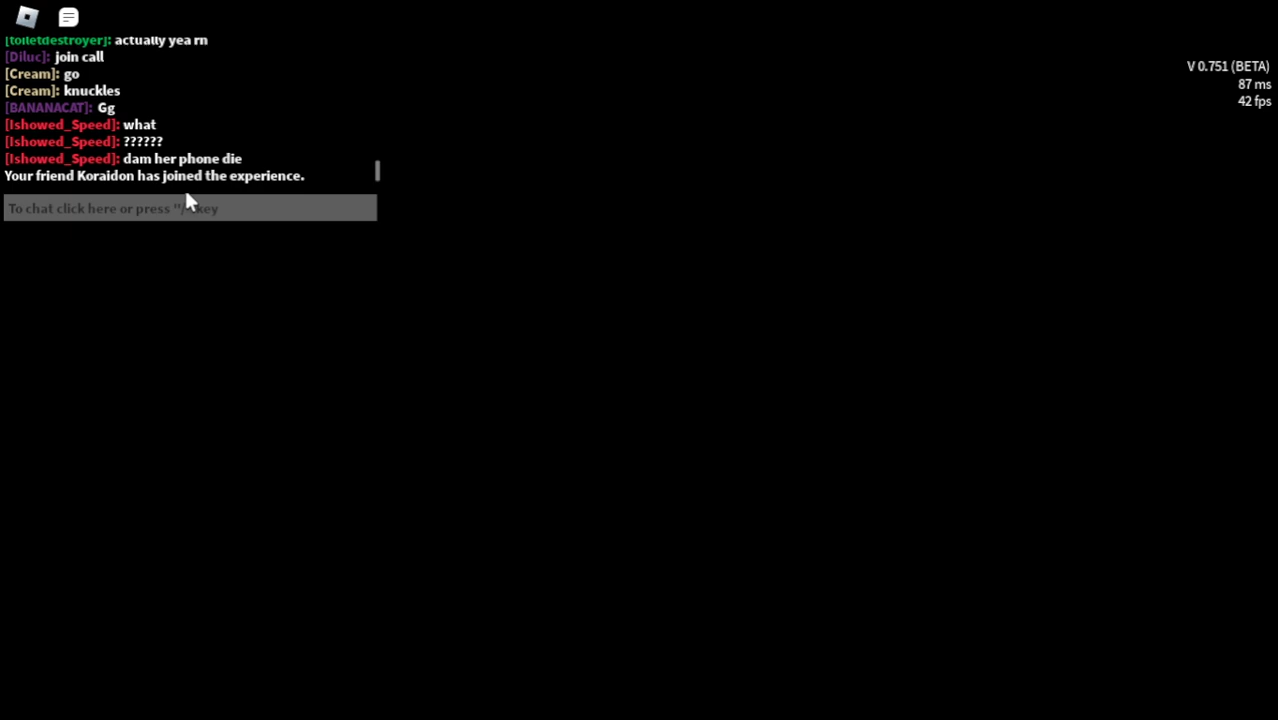 [toiletdestroyer]: actually yea rn
[Diluc]: join call
[Cream]: go
[Cream]: knuckles
[BANANACAT]: Gg
[Ishowed_Speed]: what
[Ishowed_Speed]: ??????
[Ishowed_Speed]: dam her phone die
Your friend Koraidon has joined the experience.
To chat click here or press "/" key
V 0.751 (BETA)
87 ms
42 fps